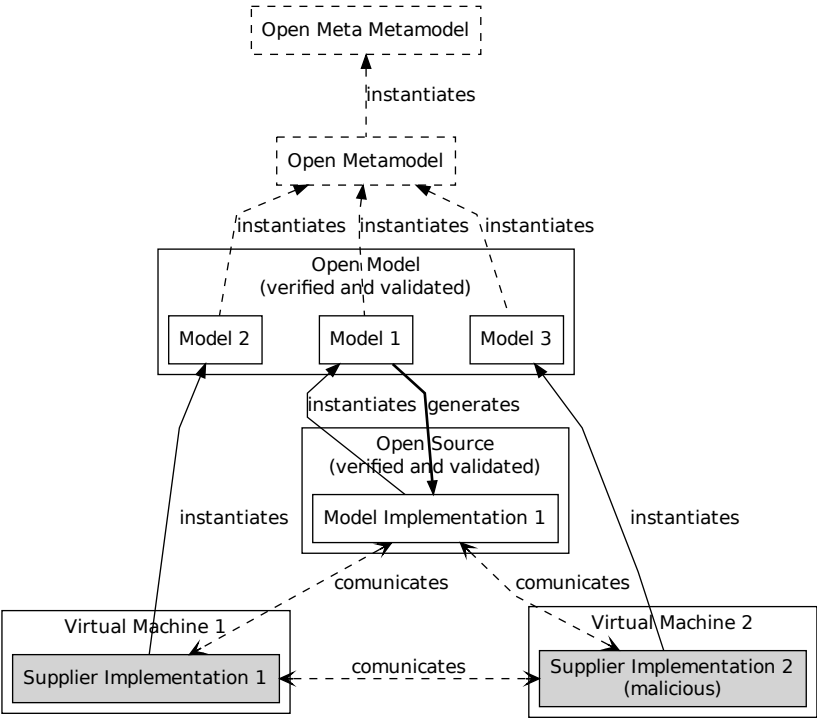 Open Meta Metamodel
instantiates
Open Metamodel
instantiates
instantiates
instantiates
Open Model
(verified and validated)
Model 2
Model 1
Model 3
instantiates
generates
Open Source
(verified and validated)
instantiates
Model Implementation 1
instantiates
comunicates
comunicates
Virtual Machine 1
Virtual Machine 2
Supplier Implementation 1
comunicates
Supplier Implementation 2
(malicious)